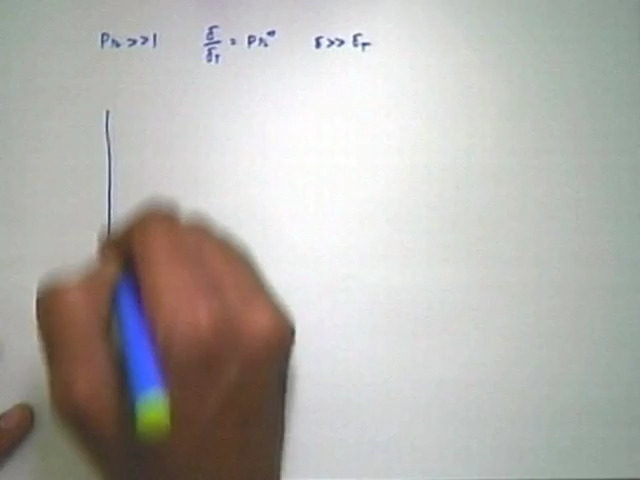 Pr >> 1 δ/δT = Pr^n δ >> δT